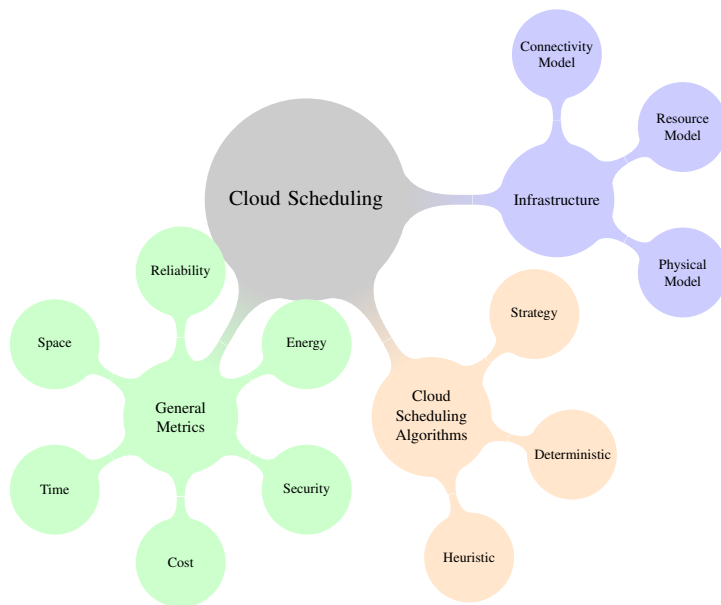 Connectivity
Model
Resource
Model
Cloud Scheduling
Infrastructure
Physical
Model
Reliability
Strategy
Space
Energy
General
Metrics
Cloud
Scheduling
Algorithms
Deterministic
Time
Security
Cost
Heuristic